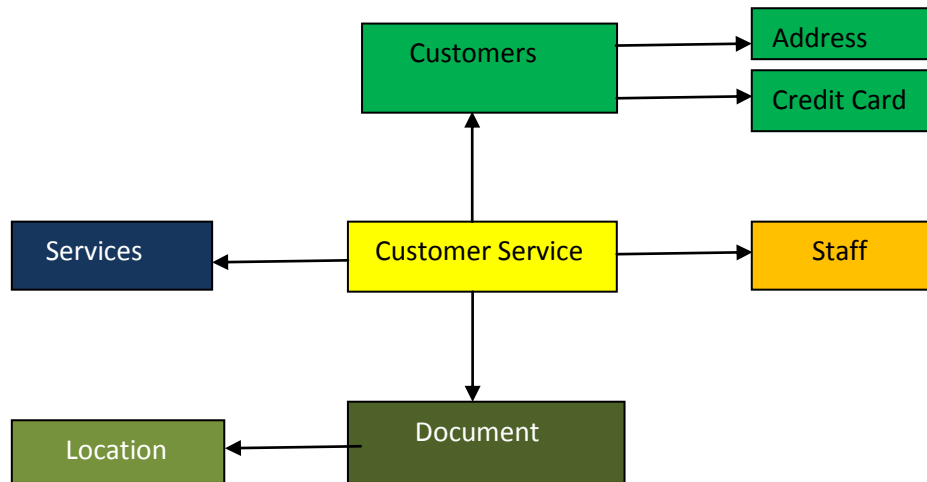 Customers
Address
Credit Card
Services
Customer Service
Staff
Document
Location